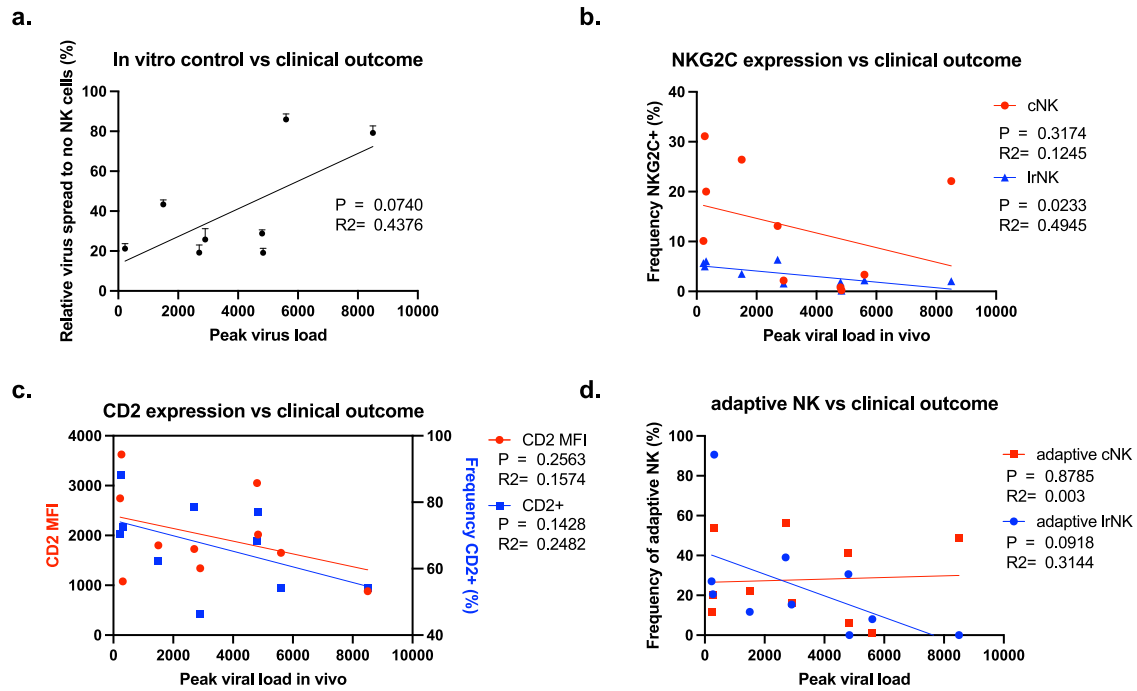 a.
In vitro control vs clinical outcome
Relative virus spread to no NK cells (%)
100
80
60
40
20
0
P = 0.0740
R2= 0.4376
0 2000 4000 6000 8000 10000
Peak virus load
b.
NKG2C expression vs clinical outcome
Frequency NKG2C+ (%)
40
30
20
10
0
0 2000 4000 6000 8000 10000
Peak viral load in vivo
cNK
P = 0.3174
R2= 0.1245
lrNK
P = 0.0233
R2= 0.4945
c.
CD2 expression vs clinical outcome
CD2 MFI
4000
3000
2000
1000
0
100
80
60
40
Frequency CD2+ (%)
0 2000 4000 6000 8000 10000
Peak viral load in vivo
CD2 MFI
P = 0.2563
R2= 0.1574
CD2+
P = 0.1428
R2= 0.2482
d.
adaptive NK vs clinical outcome
Frequency of adaptive NK (%)
100
80
60
40
20
0
0 2000 4000 6000 8000 10000
Peak viral load
adaptive cNK
P = 0.8785
R2= 0.003
adaptive lrNK
P = 0.0918
R2= 0.3144